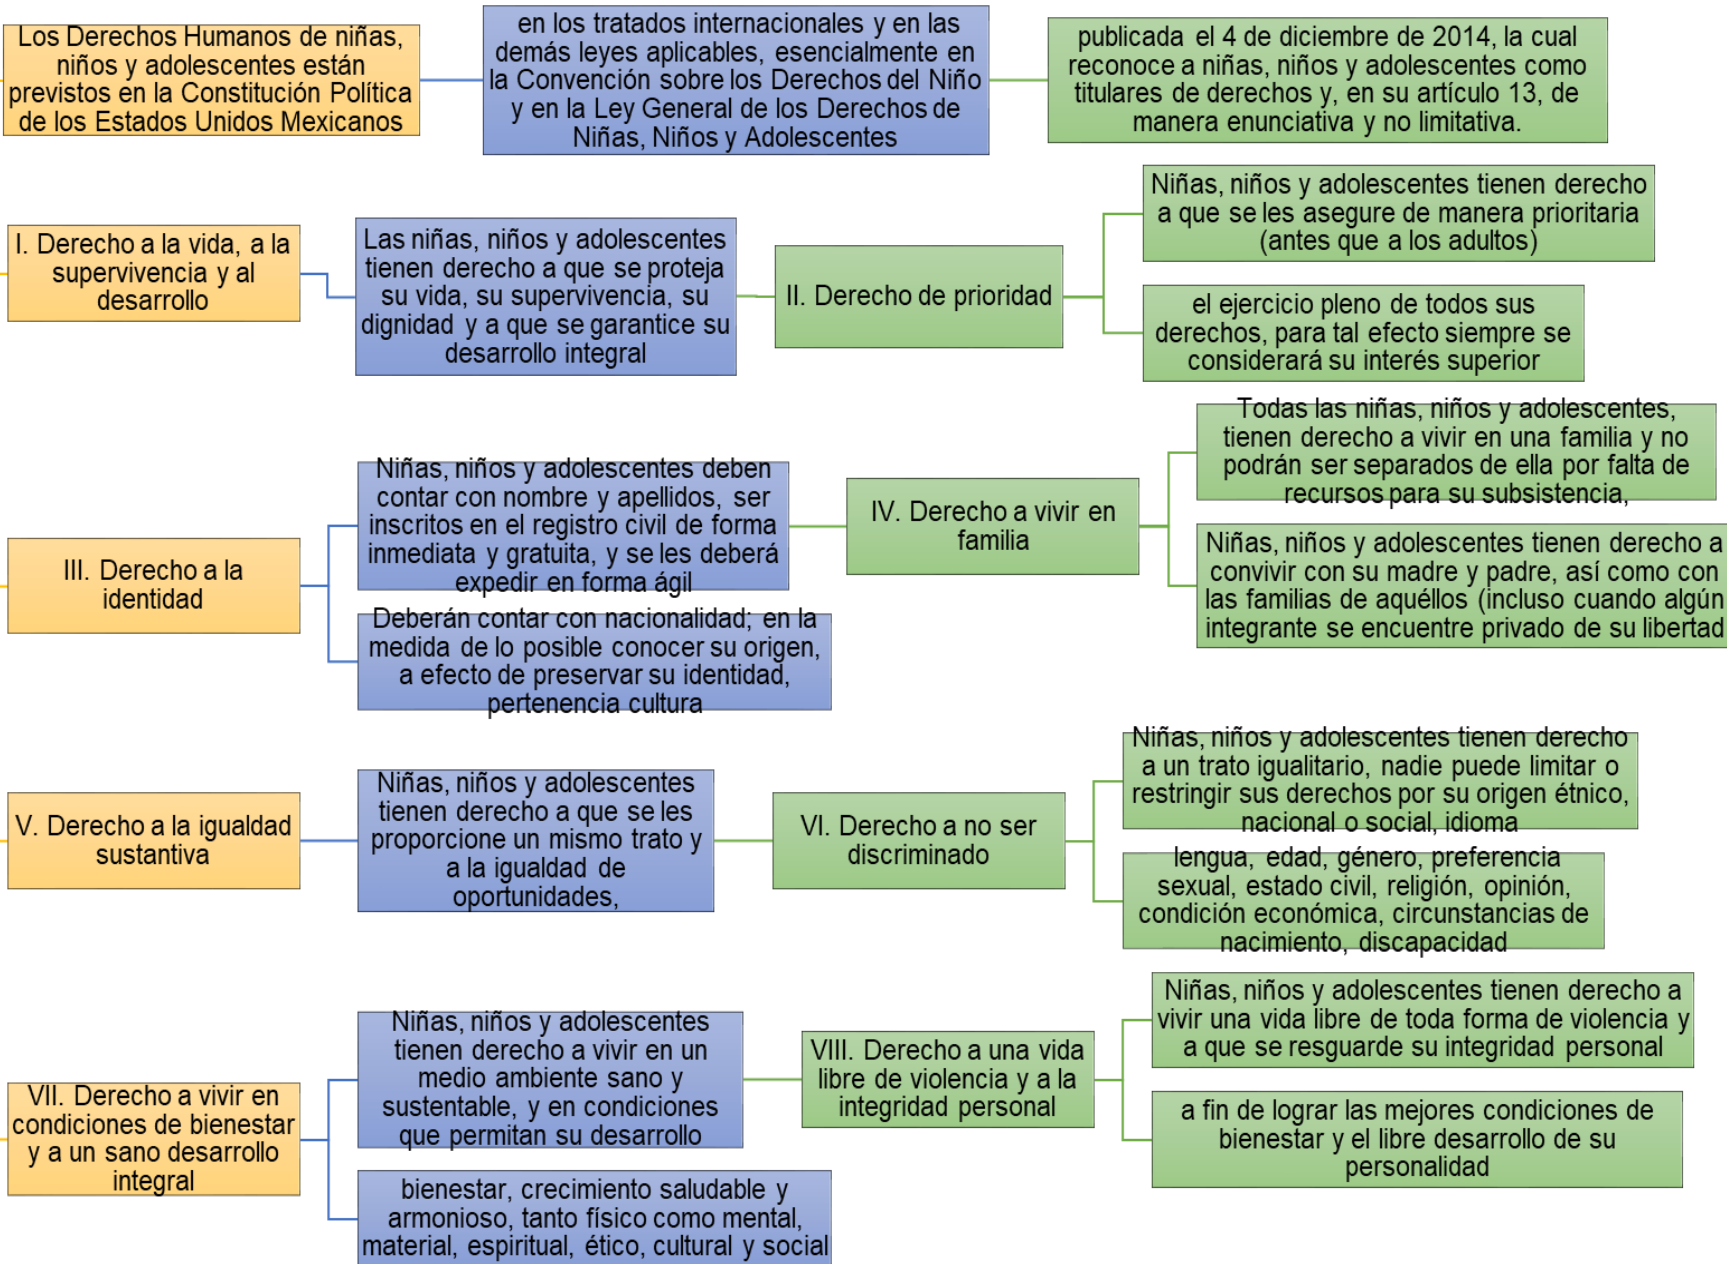 Los Derechos Humanos de niñas,
niños y adolescentes están
previstos en la Constitución Política
de los Estados Unidos Mexicanos
en los tratados internacionales y en las
demás leyes aplicables, esencialmente en
la Convención sobre los Derechos del Niño
y en la Ley General de los Derechos de
Niñas, Niños y Adolescentes
publicada el 4 de diciembre de 2014, la cual
reconoce a niñas, niños y adolescentes como
titulares de derechos y, en su artículo 13, de
manera enunciativa y no limitativa.
I. Derecho a la vida, a la
supervivencia y al
desarrollo
Las niñas, niños y adolescentes
tienen derecho a que se proteja
su vida, su supervivencia, su
dignidad y a que se garantice su
desarrollo integral
II. Derecho de prioridad
Niñas, niños y adolescentes tienen derecho
a que se les asegure de manera prioritaria
(antes que a los adultos)
el ejercicio pleno de todos sus
derechos, para tal efecto siempre se
considerará su interés superior
III. Derecho a la
identidad
Niñas, niños y adolescentes deben
contar con nombre y apellidos, ser
inscritos en el registro civil de forma
inmediata y gratuita, y se les deberá
expedir en forma ágil
Deberán contar con nacionalidad; en la
medida de lo posible conocer su origen,
a efecto de preservar su identidad,
pertenencia cultura
IV. Derecho a vivir en
familia
Todas las niñas, niños y adolescentes,
tienen derecho a vivir en una familia y no
podrán ser separados de ella por falta de
recursos para su subsistencia,
Niñas, niños y adolescentes tienen derecho a
convivir con su madre y padre, así como con
las familias de aquéllos (incluso cuando algún
integrante se encuentre privado de su libertad
V. Derecho a la igualdad
sustantiva
Niñas, niños y adolescentes
tienen derecho a que se les
proporcione un mismo trato y
a la igualdad de
oportunidades,
VI. Derecho a no ser
discriminado
Niñas, niños y adolescentes tienen derecho
a un trato igualitario, nadie puede limitar o
restringir sus derechos por su origen étnico,
nacional o social, idioma
lengua, edad, género, preferencia
sexual, estado civil, religión, opinión,
condición económica, circunstancias de
nacimiento, discapacidad
VII. Derecho a vivir en
condiciones de bienestar
y a un sano desarrollo
integral
Niñas, niños y adolescentes
tienen derecho a vivir en un
medio ambiente sano y
sustentable, y en condiciones
que permitan su desarrollo
bienestar, crecimiento saludable y
armonioso, tanto físico como mental,
material, espiritual, ético, cultural y social
VIII. Derecho a una vida
libre de violencia y a la
integridad personal
Niñas, niños y adolescentes tienen derecho a
vivir una vida libre de toda forma de violencia y
a que se resguarde su integridad personal
a fin de lograr las mejores condiciones de
bienestar y el libre desarrollo de su
personalidad